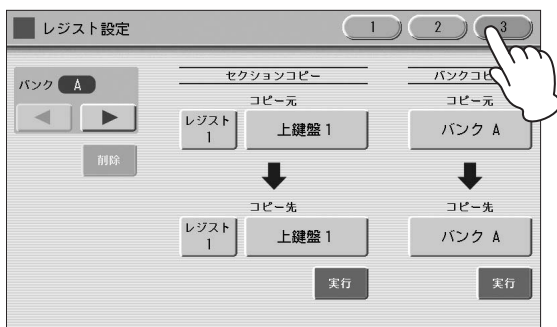 レジスト設定
1 2 3
バンク A
削除
セクションコピー
コピー元
レジスト
1
上鍵盤 1
コピー先
レジスト
1
上鍵盤 1
実行
バンクコピ
コピー元
バンク A
コピー先
バンク A
実行